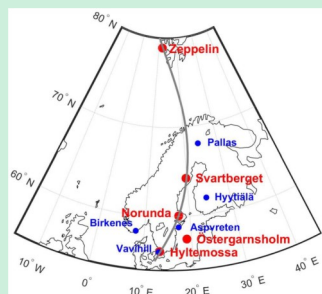 80°N
Zeppelin
70°N
Pallas
60°N
Svartberget
Hyytiälä
Norunda
Birkenes
Aspvreten
Östergarnsholm
Vavihill
Hyltemossa
10°W
0°
10°E
20°E
30°E
40°E